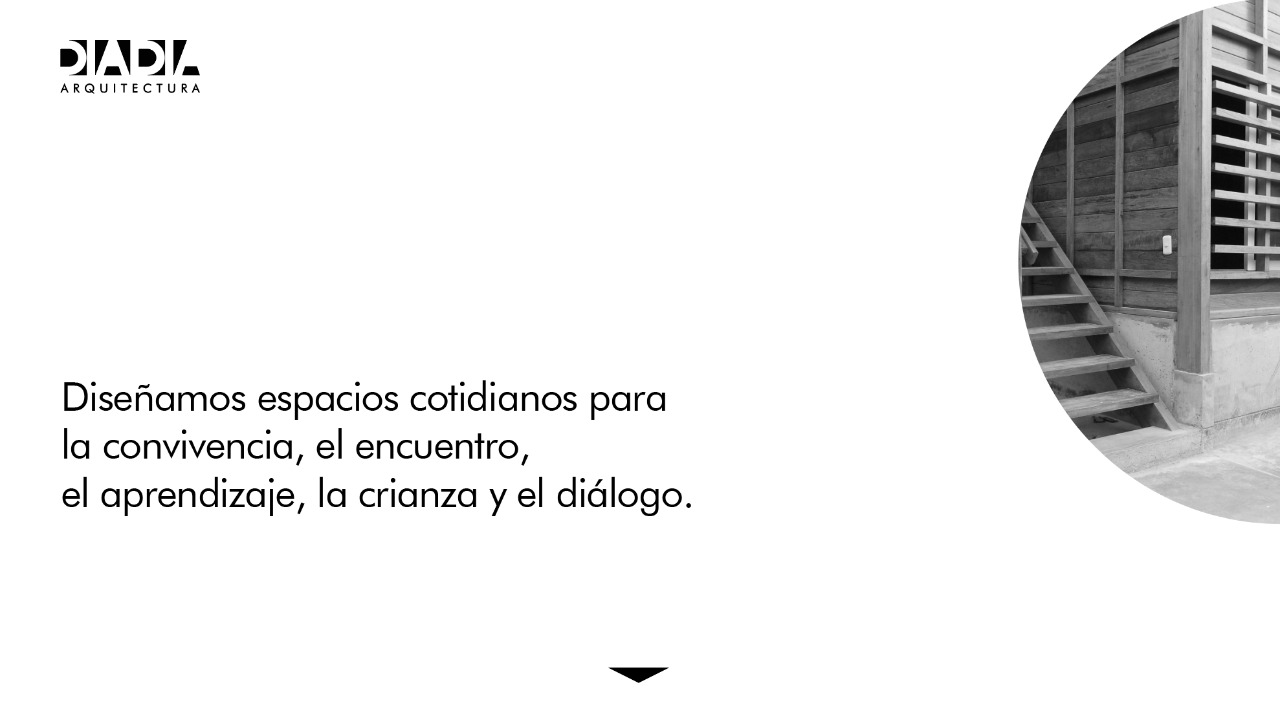 DIADIA
ARQUITECTURA
Diseñamos espacios cotidianos para
la convivencia, el encuentro,
el aprendizaje, la crianza y el diálogo.